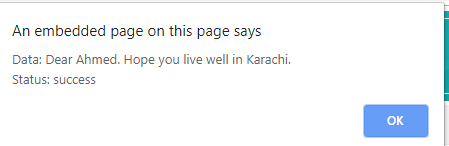 An embedded page on this page says
Data: Dear Ahmed. Hope you live well in Karachi.
Status: success
OK